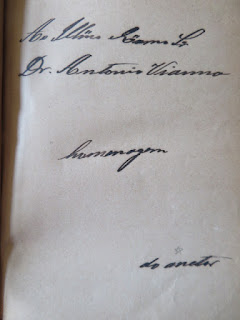 Ao Illmo Exmo Sr
Dr. Antonio Vianna
homenagem
do auctor